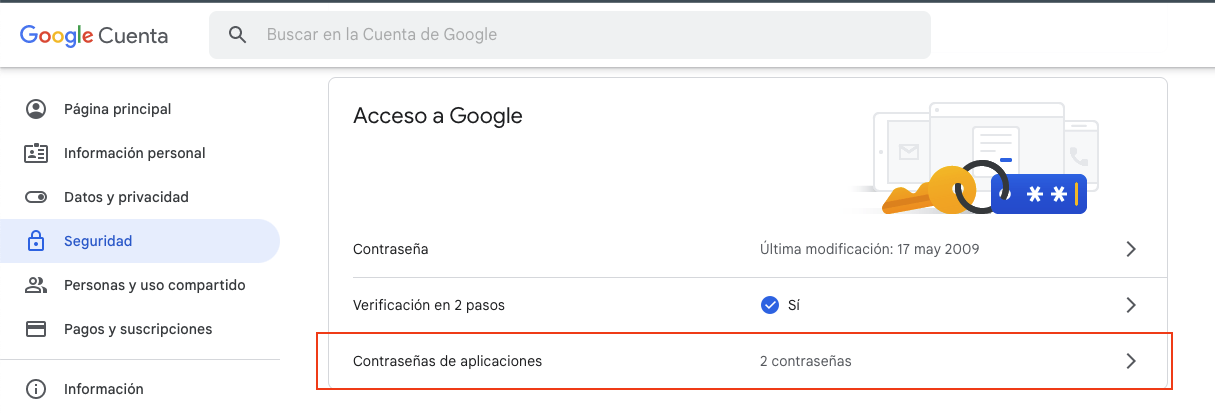 Google Cuenta
Buscar en la Cuenta de Google
Página principal
Información personal
Datos y privacidad
Seguridad
Personas y uso compartido
Pagos y suscripciones
Información
Acceso a Google
**
Contraseña
Última modificación: 17 may 2009
Verificación en 2 pasos
Sí
Contraseñas de aplicaciones
2 contraseñas